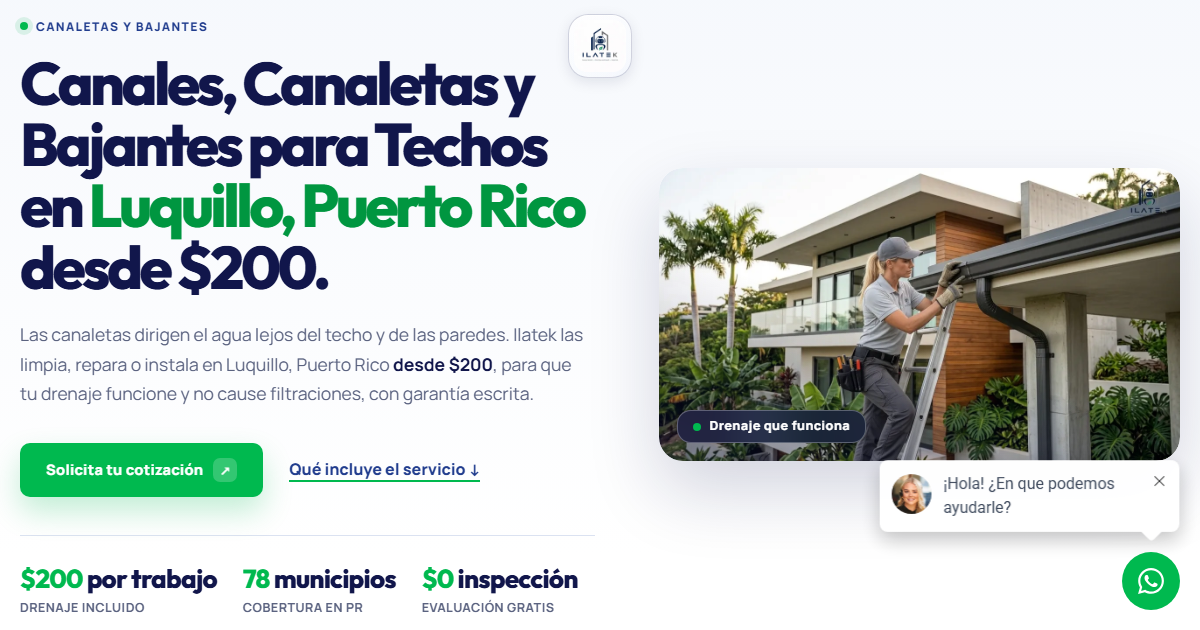 CANALETAS Y BAJANTES
ILATEK
Canales, Canaletas y
Bajantes para Techos
en Luquillo, Puerto Rico
desde $200.
Las canaletas dirigen el agua lejos del techo y de las paredes. Ilatek las
limpia, repara o instala en Luquillo, Puerto Rico desde $200, para que
tu drenaje funcione y no cause filtraciones, con garantía escrita.
Solicita tu cotización ↗
Qué incluye el servicio ↓
$200 por trabajo
DRENAJE INCLUIDO
78 municipios
COBERTURA EN PR
$0 inspección
EVALUACIÓN GRATIS
ILATEK
Drenaje que funciona
¡Hola! ¿En que podemos
ayudarle?